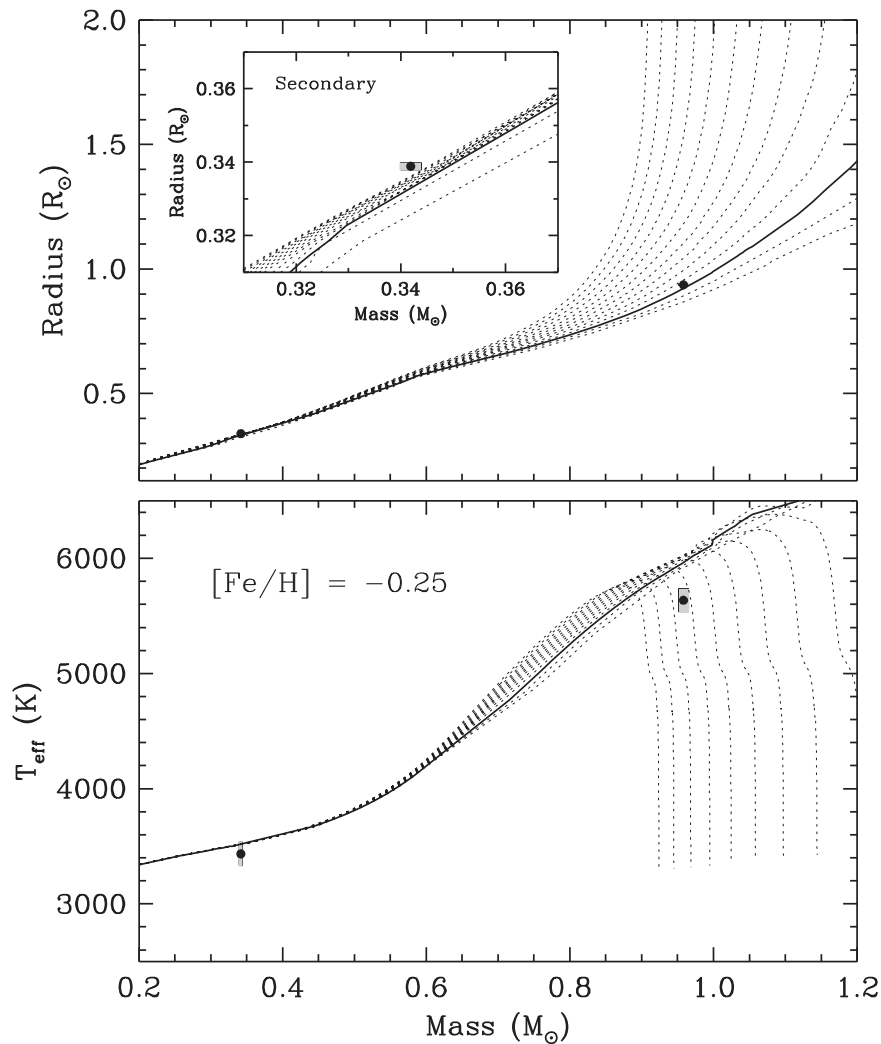 2.0
1.5
1.0
0.5
Radius (R⊙)
Secondary
0.36
0.34
0.32
Radius (R⊙)
0.32
0.34
0.36
Mass (M⊙)
6000
5000
4000
3000
T_eff (K)
[Fe/H] = −0.25
0.2
0.4
0.6
0.8
1.0
1.2
Mass (M⊙)